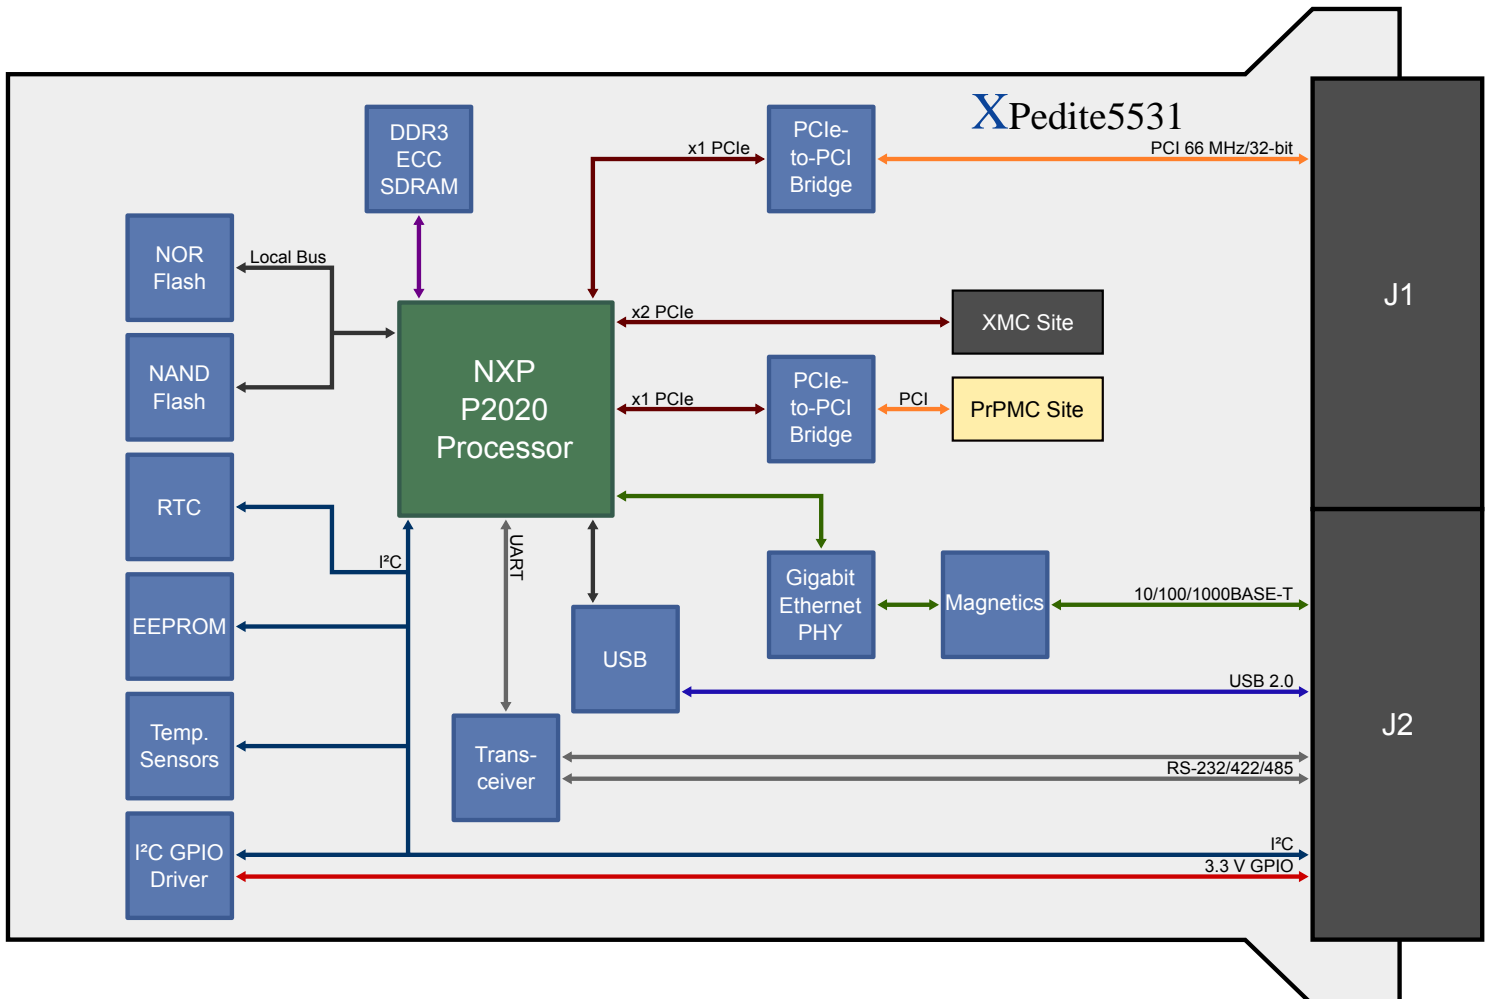 XPedite5531
DDR3
ECC
SDRAM
PCIe-
to-PCI
Bridge
x1 PCIe
PCI 66 MHz/32-bit
NOR
Flash
Local Bus
J1
x2 PCIe
XMC Site
NAND
Flash
NXP
P2020
Processor
x1 PCIe
PCIe-
to-PCI
Bridge
PCI
PrPMC Site
RTC
I²C
UART
Gigabit
Ethernet
PHY
Magnetics
10/100/1000BASE-T
EEPROM
USB
USB 2.0
J2
Temp.
Sensors
Trans-
ceiver
RS-232/422/485
I²C GPIO
Driver
I²C
3.3 V GPIO